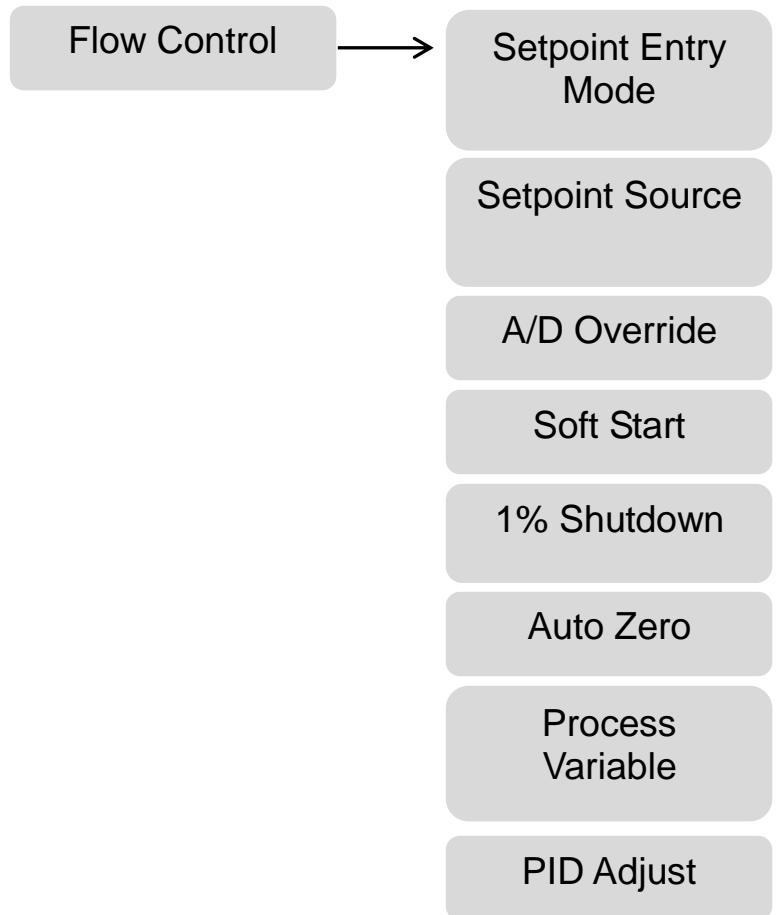 Flow Control
Setpoint Entry
Mode
Setpoint Source
A/D Override
Soft Start
1% Shutdown
Auto Zero
Process
Variable
PID Adjust